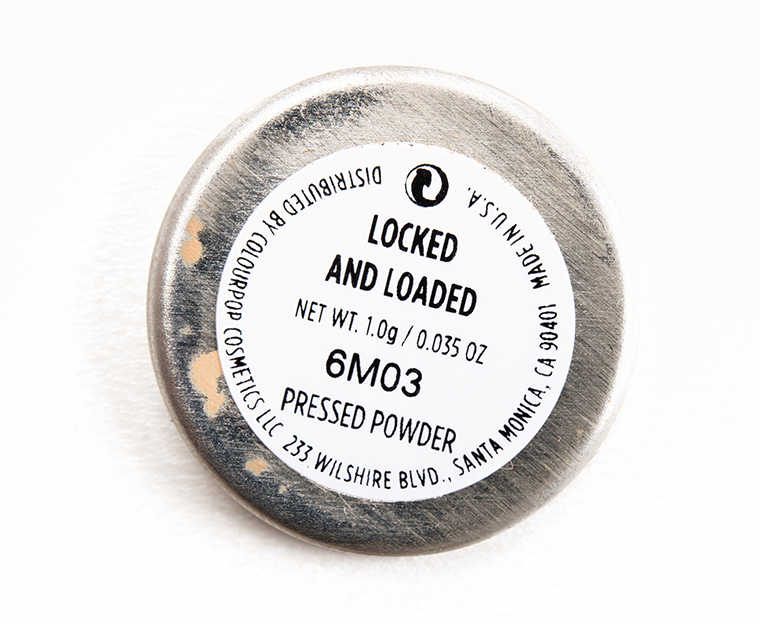 LOCKED
AND LOADED
NET WT. 1.0g / 0.035 OZ
6M03
PRESSED POWDER
DISTRIBUTED BY COLOURPOP COSMETICS LLC 233 WILSHIRE BLVD., SANTA MONICA, CA 90401 MADE IN U.S.A.